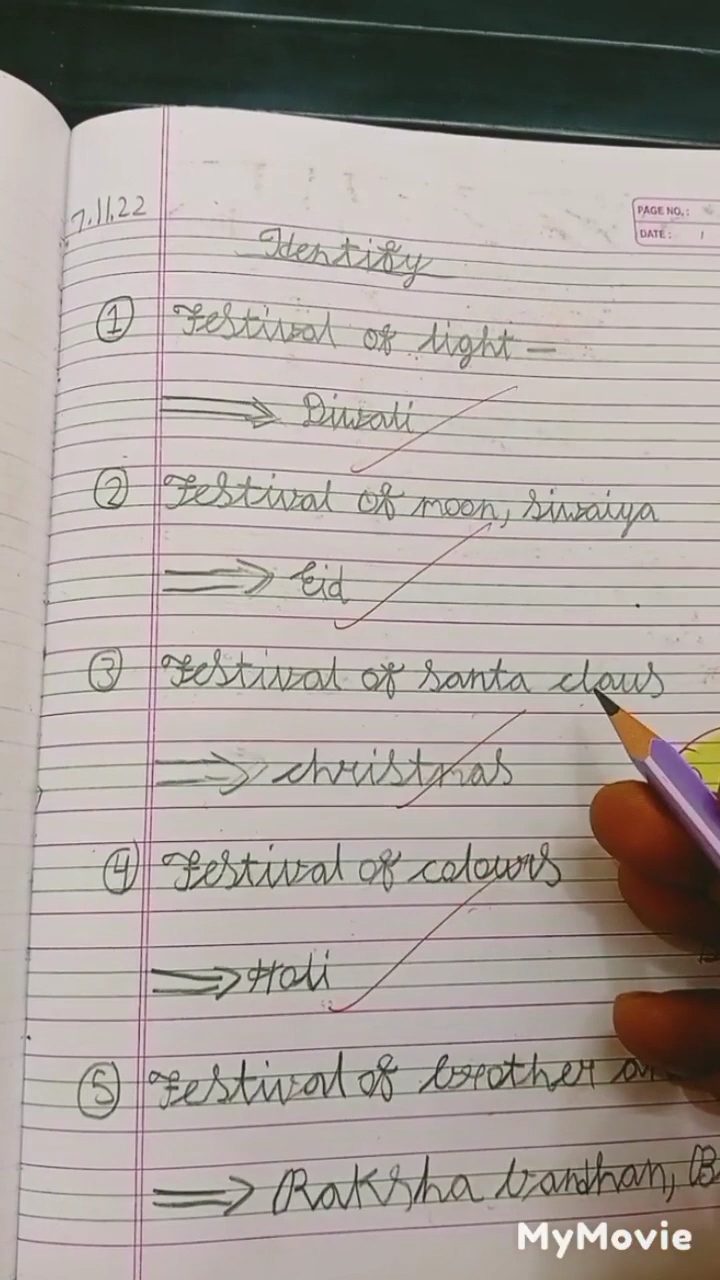 7.11.22
PAGE NO.:
DATE: /
Identify
① Festival of light —
⟹ Diwali
② Festival of moon, siwaiya
⟹ Eid
③ Festival of santa claus
⟹ christmas
④ Festival of colours
⟹ Holi
⑤ Festival of brother
⟹ Raksha bandhan,
MyMovie